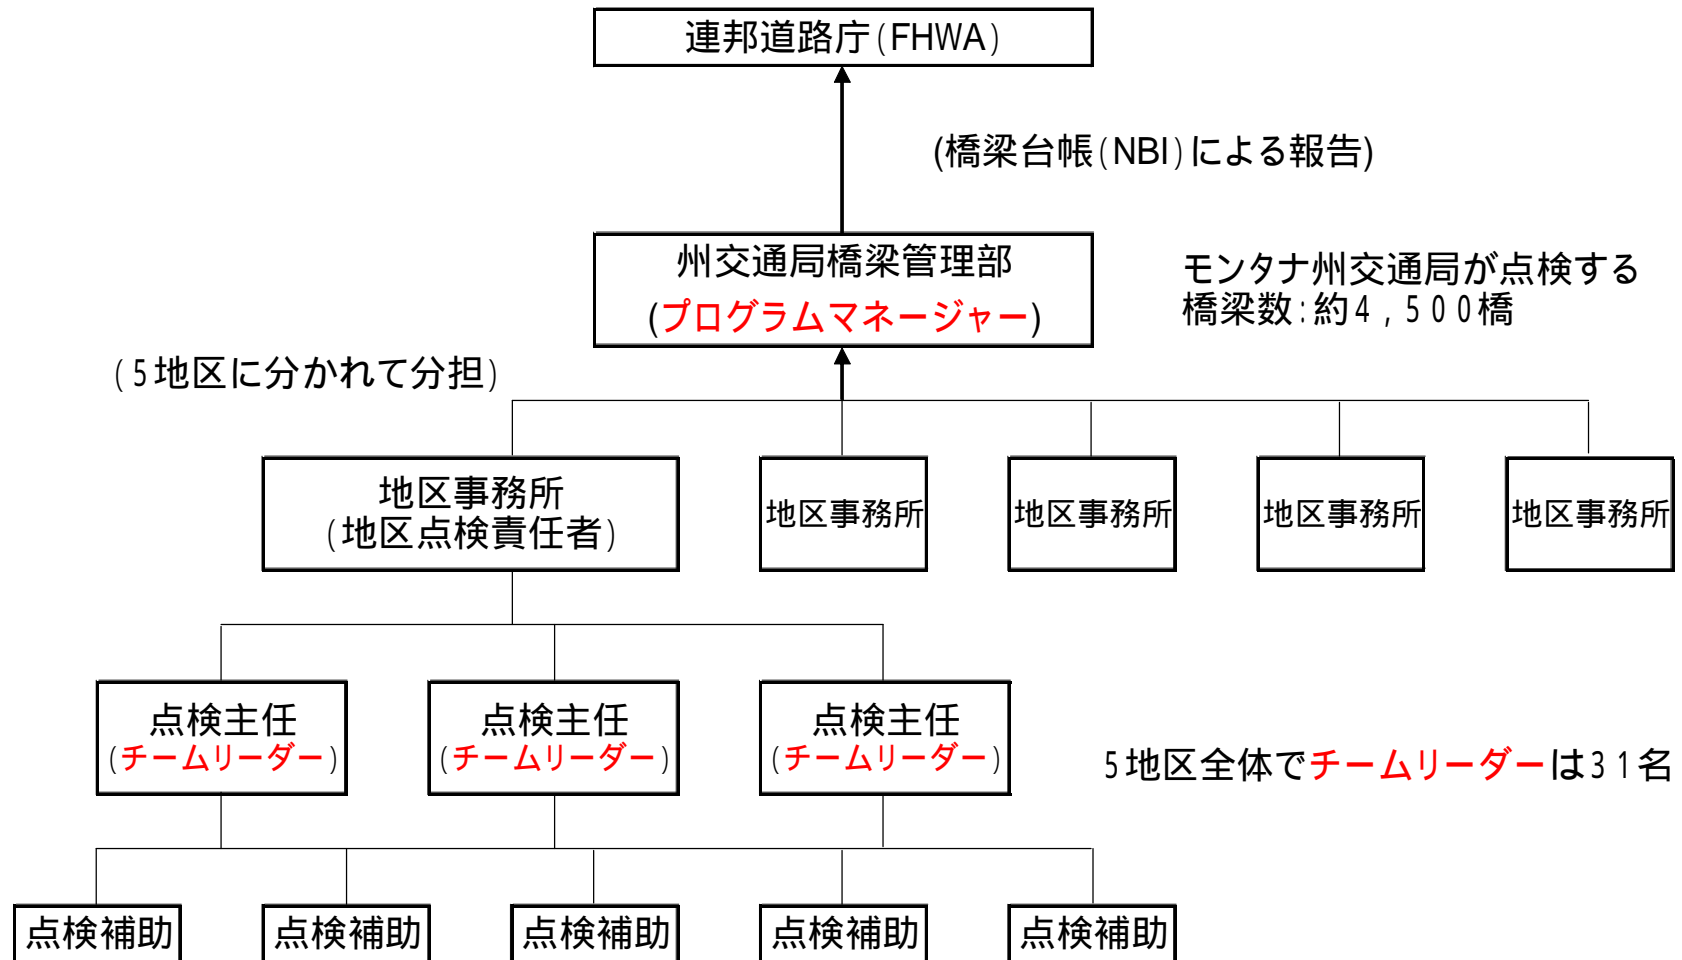 連邦道路庁(FHWA)
(橋梁台帳(NBI)による報告)
州交通局橋梁管理部
(プログラムマネージャー)
モンタナ州交通局が点検する
橋梁数:約4,500橋
(5地区に分かれて分担)
地区事務所
(地区点検責任者)
地区事務所
地区事務所
地区事務所
地区事務所
点検主任
(チームリーダー)
点検主任
(チームリーダー)
点検主任
(チームリーダー)
5地区全体でチームリーダーは31名
点検補助
点検補助
点検補助
点検補助
点検補助